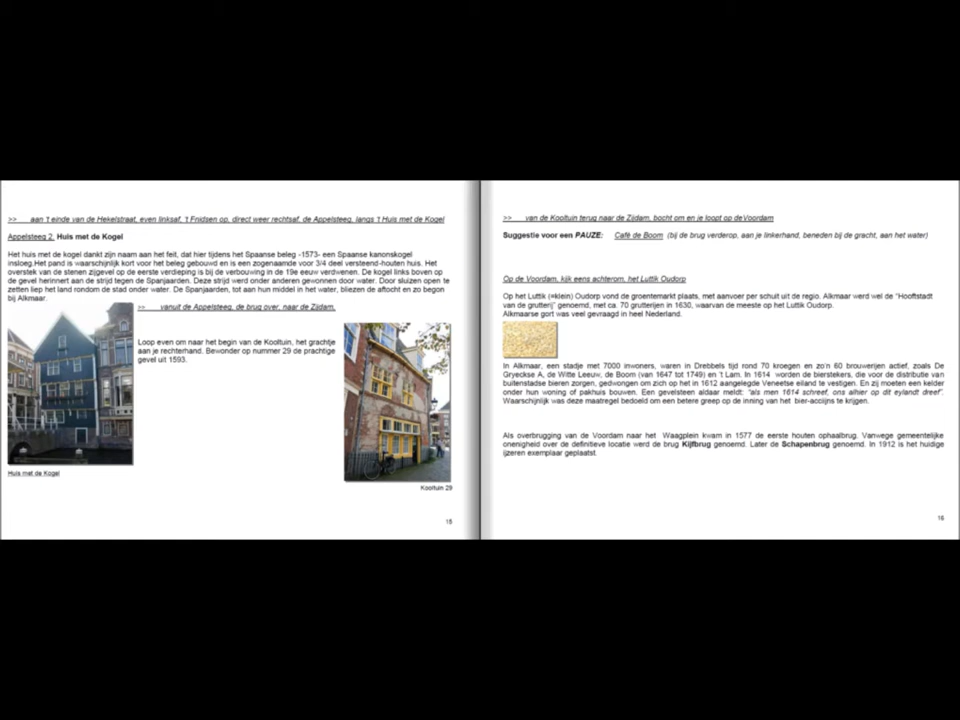 >> aan 't einde van de Hekelstraat, even linksaf, 't Fnidsen op, direct weer rechtsaf, de Appelsteeg, langs 't Huis met de Kogel
Appelsteeg 2, Huis met de Kogel
Het huis met de kogel dankt zijn naam aan het feit, dat hier tijdens het Spaanse beleg -1573- een Spaanse kanonskogel
insloeg.Het pand is waarschijnlijk kort voor het beleg gebouwd en is een zogenaamde voor 3/4 deel versteend-houten huis. Het
overstek van de stenen zijgevel op de eerste verdieping is bij de verbouwing in de 19e eeuw verdwenen. De kogel links boven op
de gevel herinnert aan de strijd tegen de Spanjaarden. Deze strijd werd onder anderen gewonnen door water. Door sluizen open te
zetten liep het land rondom de stad onder water. De Spanjaarden, tot aan hun middel in het water, bliezen de aftocht en zo begon
bij Alkmaar.
>> vanuit de Appelsteeg, de brug over, naar de Zijdam,
Loop even om naar het begin van de Kooltuin, het grachtje
aan je rechterhand. Bewonder op nummer 29 de prachtige
gevel uit 1593.
Huis met de Kogel
Kooltuin 29
15
>> van de Kooltuin terug naar de Zijdam, bocht om en je loopt op deVoordam
Suggestie voor een PAUZE: Café de Boom (bij de brug verderop, aan je linkerhand, beneden bij de gracht, aan het water)
Op de Voordam, kijk eens achterom, het Luttik Oudorp
Op het Luttik (=klein) Oudorp vond de groentemarkt plaats, met aanvoer per schuit uit de regio. Alkmaar werd wel de "Hooftstadt
van de grutterij" genoemd, met ca. 70 grutterijen in 1630, waarvan de meeste op het Luttik Oudorp.
Alkmaarse gort was veel gevraagd in heel Nederland.
In Alkmaar, een stadje met 7000 inwoners, waren in Drebbels tijd rond 70 kroegen en zo'n 60 brouwerijen actief, zoals De
Gryeckse A, de Witte Leeuw, de Boom (van 1647 tot 1749) en 't Lam. In 1614 worden de bierstekers, die voor de distributie van
buitenstadse bieren zorgen, gedwongen om zich op het in 1612 aangelegde Veneetse eiland te vestigen. En zij moeten een kelder
onder hun woning of pakhuis bouwen. Een gevelsteen aldaar meldt: "als men 1614 schreef, ons alhier op dit eylandt dreef".
Waarschijnlijk was deze maatregel bedoeld om een betere greep op de inning van het bier-accijns te krijgen.
Als overbrugging van de Voordam naar het Waagplein kwam in 1577 de eerste houten ophaalbrug. Vanwege gemeentelijke
onenigheid over de definitieve locatie werd de brug Kijfbrug genoemd. Later de Schapenbrug genoemd. In 1912 is het huidige
ijzeren exemplaar geplaatst.
16